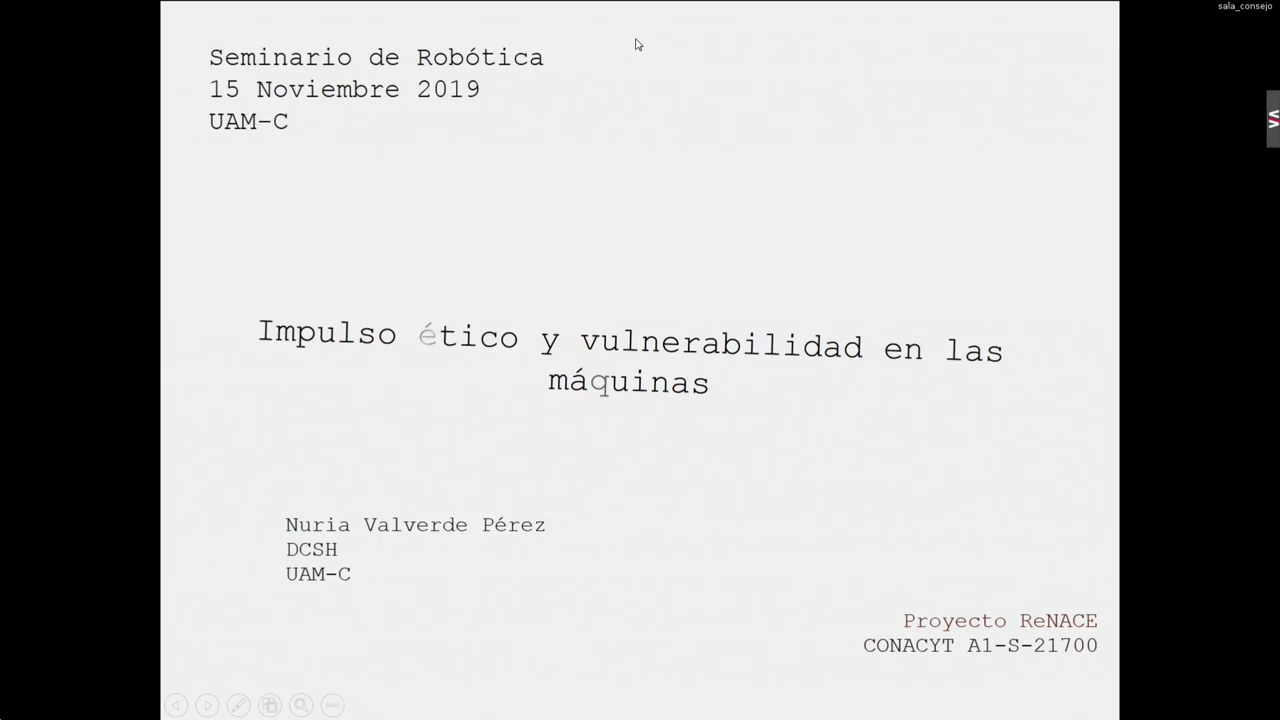 sala_consejo
Seminario de Robótica
15 Noviembre 2019
UAM-C
Impulso ético y vulnerabilidad en las
máquinas
Nuria Valverde Pérez
DCSH
UAM-C
Proyecto ReNACE
CONACYT A1-S-21700